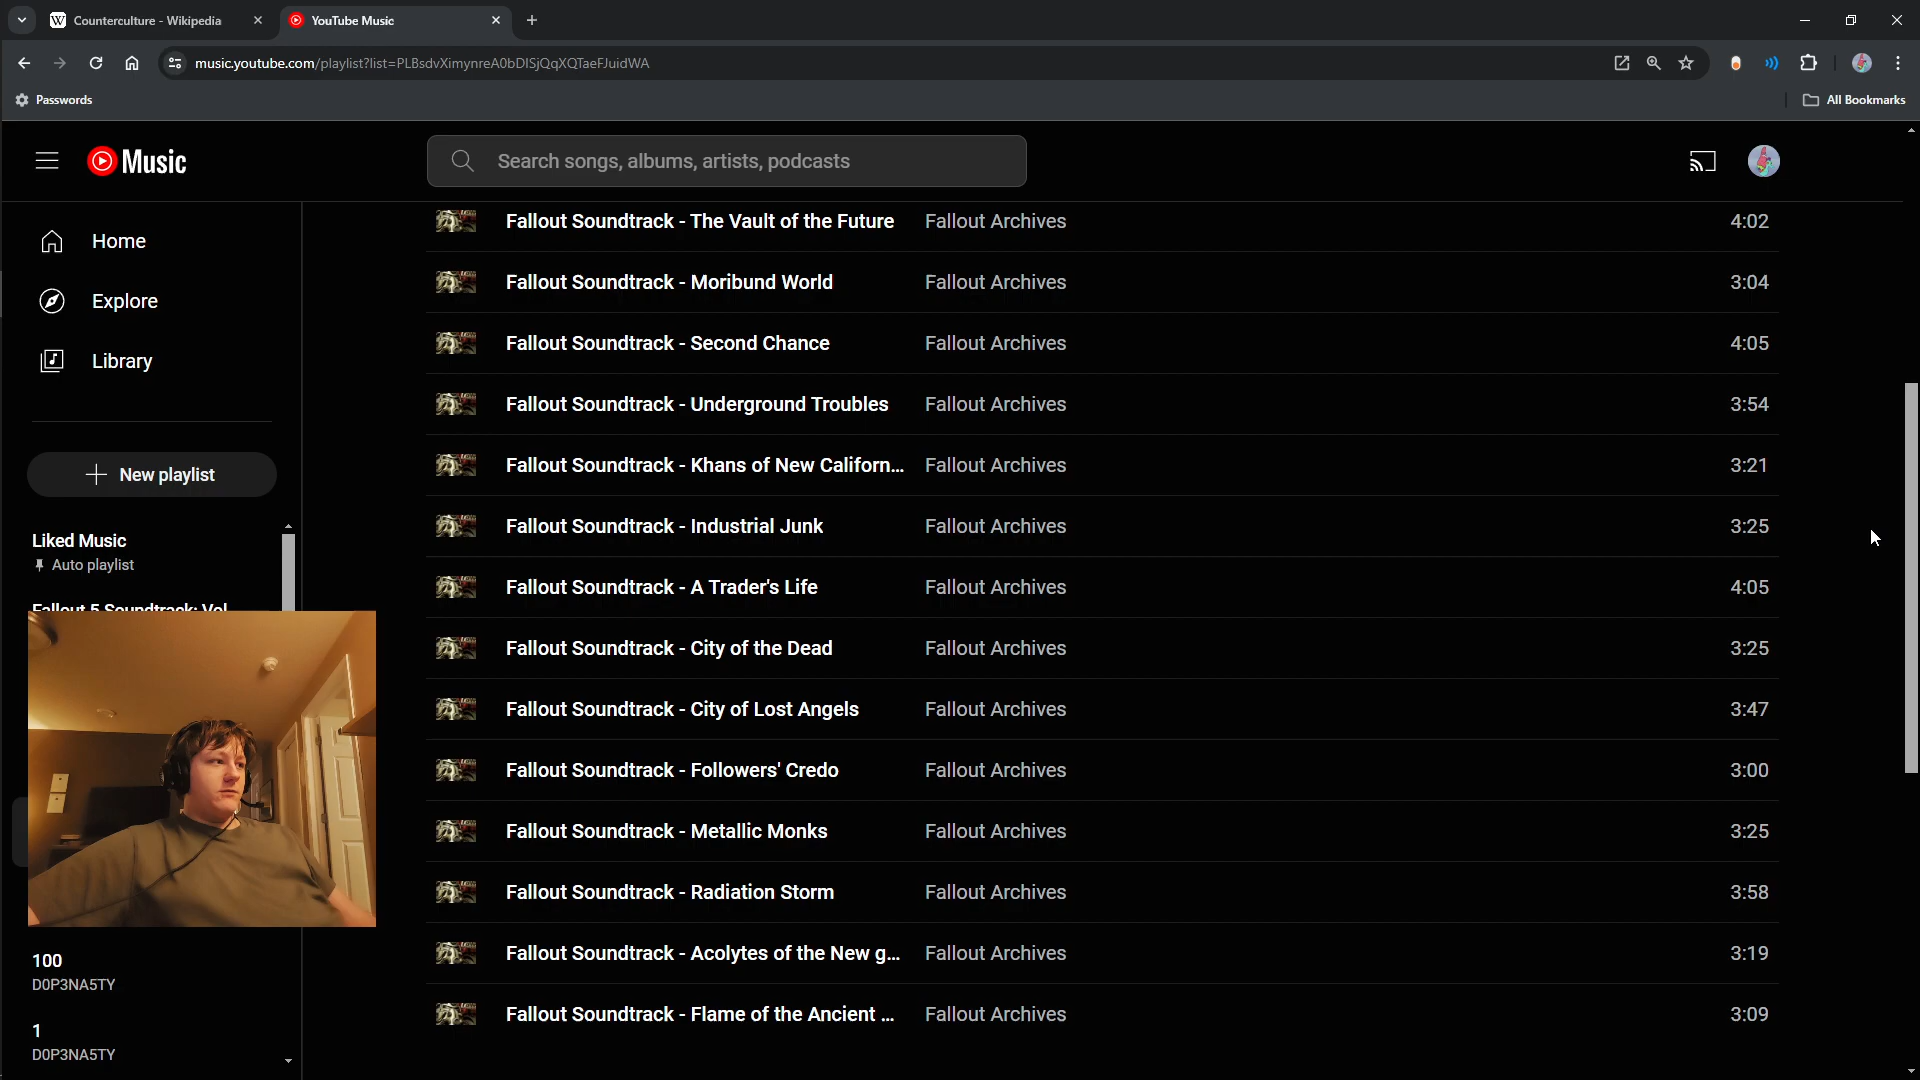 Counterculture - Wikipedia
YouTube Music
music.youtube.com/playlist?list=PLBsdvXimynreA0bDISjQqXQTaeFJuidWA
Passwords
All Bookmarks
Music
Search songs, albums, artists, podcasts
Home
Explore
Library
New playlist
Liked Music
Auto playlist
Fallout 5 Soundtrack: Vol
100
D0P3NA5TY
1
D0P3NA5TY
Fallout Soundtrack - The Vault of the Future Fallout Archives 4:02
Fallout Soundtrack - Moribund World Fallout Archives 3:04
Fallout Soundtrack - Second Chance Fallout Archives 4:05
Fallout Soundtrack - Underground Troubles Fallout Archives 3:54
Fallout Soundtrack - Khans of New Californ... Fallout Archives 3:21
Fallout Soundtrack - Industrial Junk Fallout Archives 3:25
Fallout Soundtrack - A Trader's Life Fallout Archives 4:05
Fallout Soundtrack - City of the Dead Fallout Archives 3:25
Fallout Soundtrack - City of Lost Angels Fallout Archives 3:47
Fallout Soundtrack - Followers' Credo Fallout Archives 3:00
Fallout Soundtrack - Metallic Monks Fallout Archives 3:25
Fallout Soundtrack - Radiation Storm Fallout Archives 3:58
Fallout Soundtrack - Acolytes of the New g... Fallout Archives 3:19
Fallout Soundtrack - Flame of the Ancient ... Fallout Archives 3:09